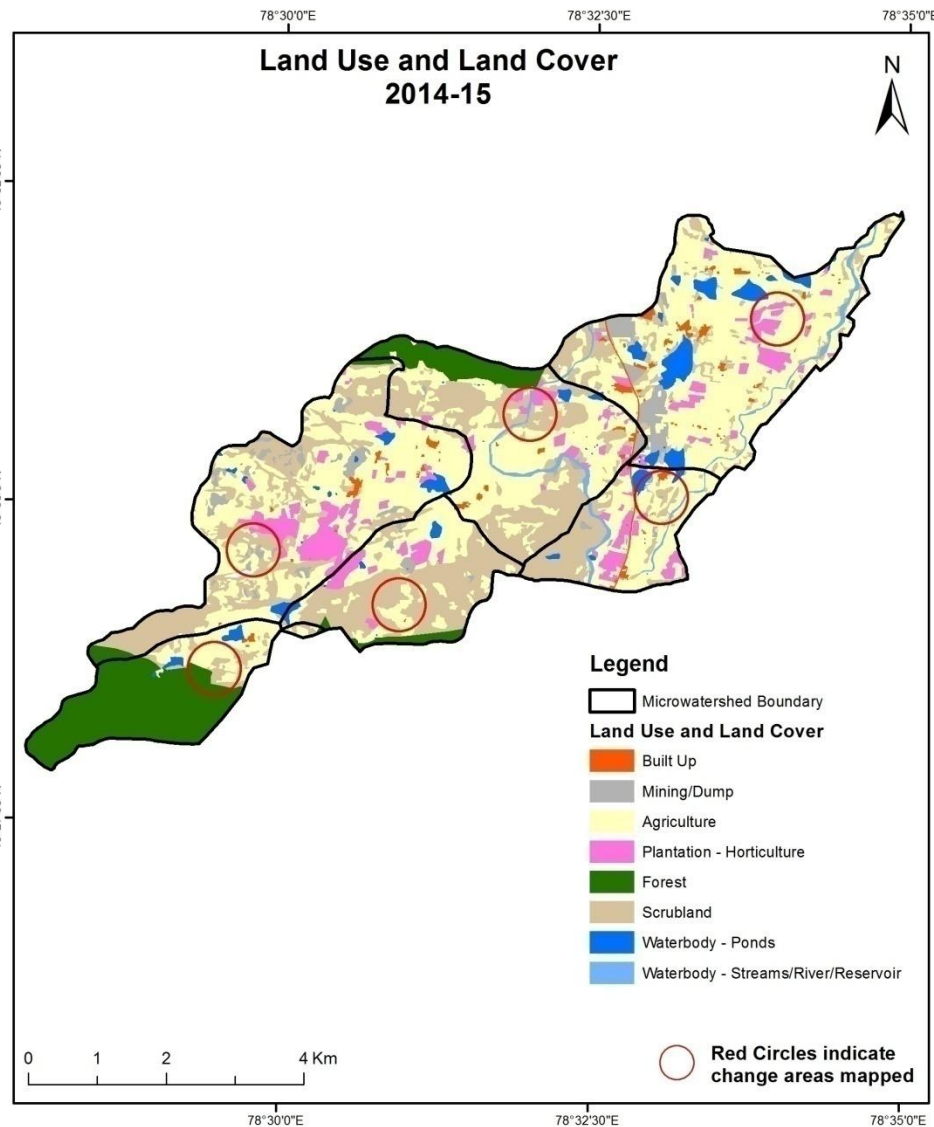 78°30'0"E
78°32'30"E
78°35'0"E
Land Use and Land Cover
2014-15
N
Legend
Microwatershed Boundary
Land Use and Land Cover
Built Up
Mining/Dump
Agriculture
Plantation - Horticulture
Forest
Scrubland
Waterbody - Ponds
Waterbody - Streams/River/Reservoir
0 1 2 4 Km
Red Circles indicate
change areas mapped
78°30'0"E
78°32'30"E
78°35'0"E